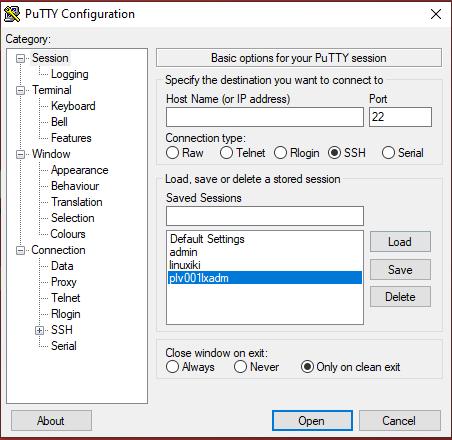 PuTTY Configuration
Category:
Session
Logging
Terminal
Keyboard
Bell
Features
Window
Appearance
Behaviour
Translation
Selection
Colours
Connection
Data
Proxy
Telnet
Rlogin
SSH
Serial
Basic options for your PuTTY session
Specify the destination you want to connect to
Host Name (or IP address) Port
22
Connection type:
Raw Telnet Rlogin SSH Serial
Load, save or delete a stored session
Saved Sessions
Default Settings
admin
linuxiki
plv001lxadm
Load
Save
Delete
Close window on exit:
Always Never Only on clean exit
About Open Cancel